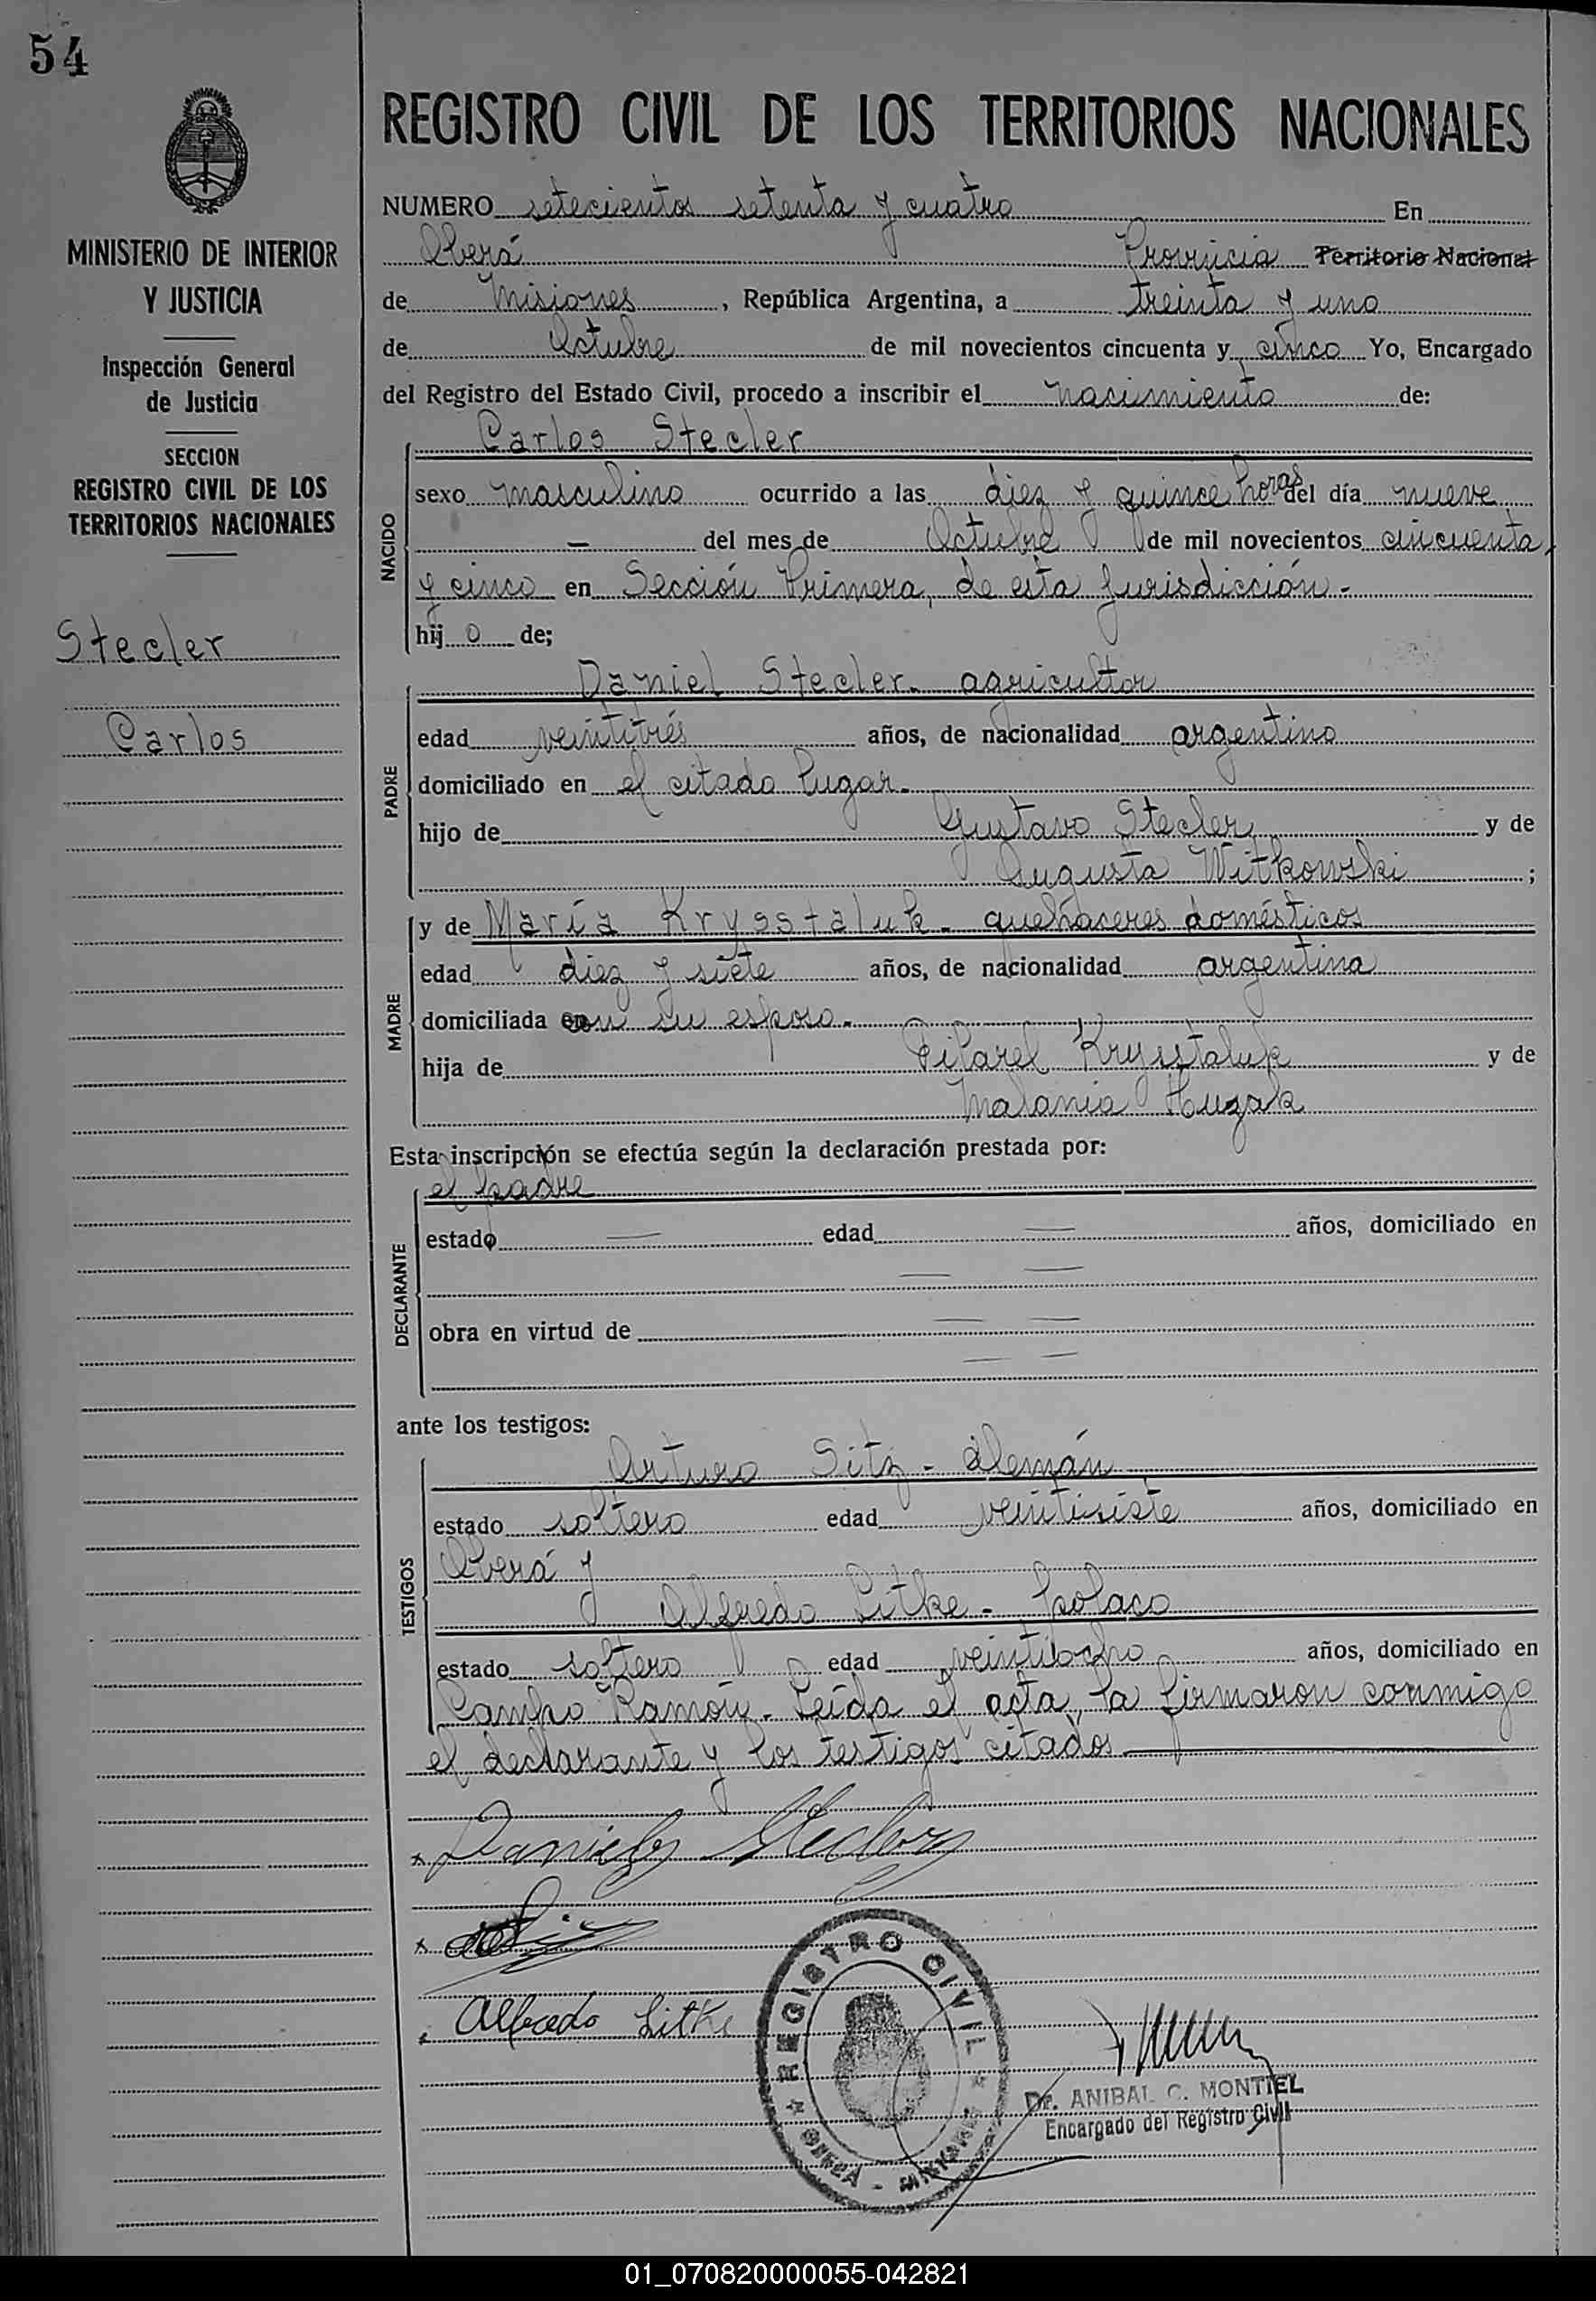 54
MINISTERIO DE INTERIOR
Y JUSTICIA
Inspección General
de Justicia
SECCION
REGISTRO CIVIL DE LOS
TERRITORIOS NACIONALES
Stecler
Carlos
REGISTRO CIVIL DE LOS TERRITORIOS NACIONALES
NUMERO setecientos setenta y cuatro En
Oberá Provincia Territorio Nacional
de Misiones, República Argentina, a treinta y uno
de Octubre de mil novecientos cincuenta y cinco Yo, Encargado
del Registro del Estado Civil, procedo a inscribir el nacimiento de:
NACIDO
Carlos Stecler
sexo masculino ocurrido a las diez y quince horas del día nueve
— del mes de Octubre de mil novecientos cincuenta
y cinco en Sección Primera, de esta Jurisdicción.-
hijo de;
PADRE
Daniel Stecler. agricultor
edad veintitrés años, de nacionalidad argentino
domiciliado en el citado lugar.
hijo de Gustavo Stecler y de
Augusta Witkowski ;
MADRE
y de María Krysstaluk. quehaceres domésticos
edad diez y siete años, de nacionalidad argentina
domiciliada con su esposo.
hija de Krysstaluk y de
Malania Huzak
Esta inscripción se efectúa según la declaración prestada por:
DECLARANTE
el padre
estado — edad — años, domiciliado en
— —
obra en virtud de — —
— —
ante los testigos:
TESTIGOS
Arturo Sitz - alemán
estado soltero edad veintisiete años, domiciliado en
Oberá y
Alfredo Litke - polaco
estado soltero edad veintiocho años, domiciliado en
Campo Ramón. Leída el acta, la firmaron conmigo
el declarante y los testigos citados
Daniel Stecler
Alfredo Litke
REGISTRO CIVIL
OBERÁ - MISIONES
Dr. ANIBAL C. MONTIEL
Encargado del Registro Civil
01_070820000055-042821